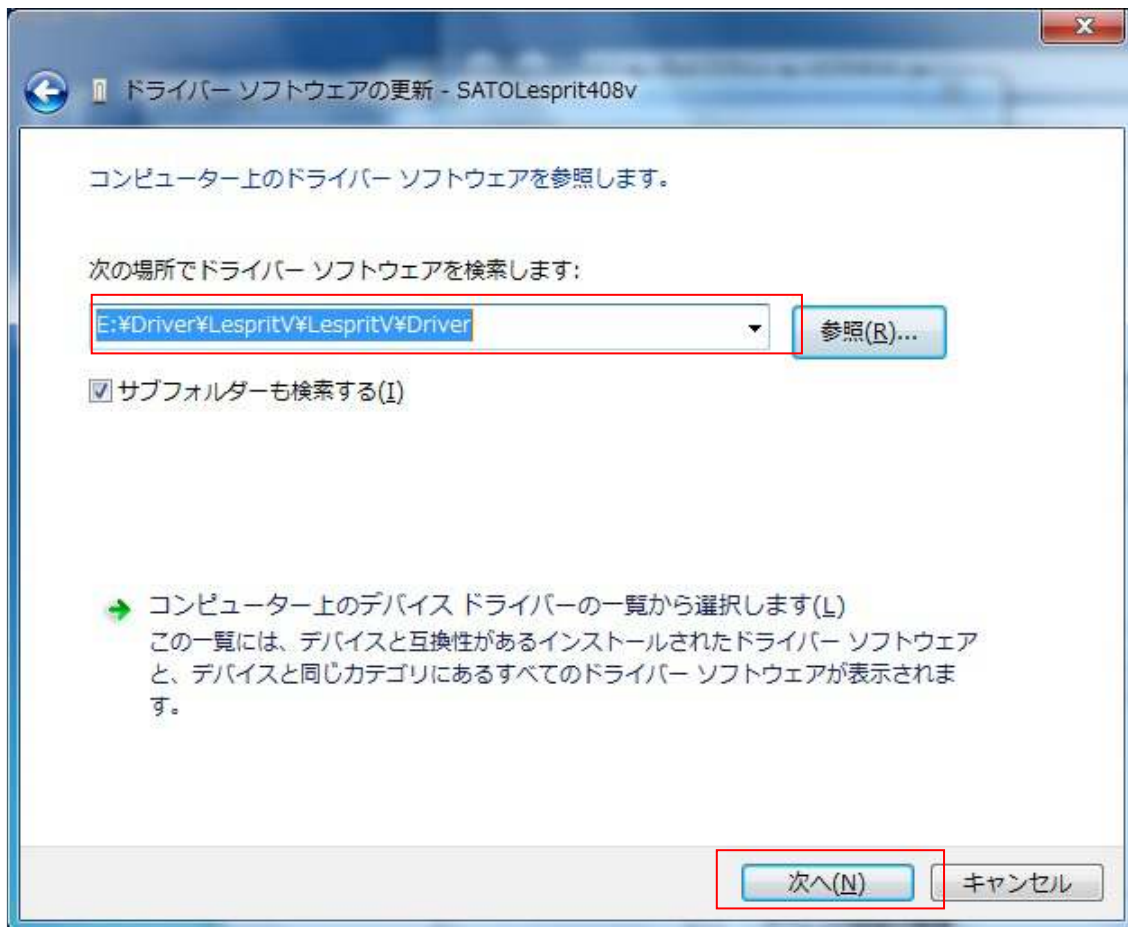 ドライバー ソフトウェアの更新 - SATOLesprit408v
コンピューター上のドライバー ソフトウェアを参照します。
次の場所でドライバー ソフトウェアを検索します:
E:¥Driver¥LespritV¥LespritV¥Driver
参照(R)...
サブフォルダーも検索する(I)
コンピューター上のデバイス ドライバーの一覧から選択します(L)
この一覧には、デバイスと互換性があるインストールされたドライバー ソフトウェア
と、デバイスと同じカテゴリにあるすべてのドライバー ソフトウェアが表示されま
す。
次へ(N)
キャンセル